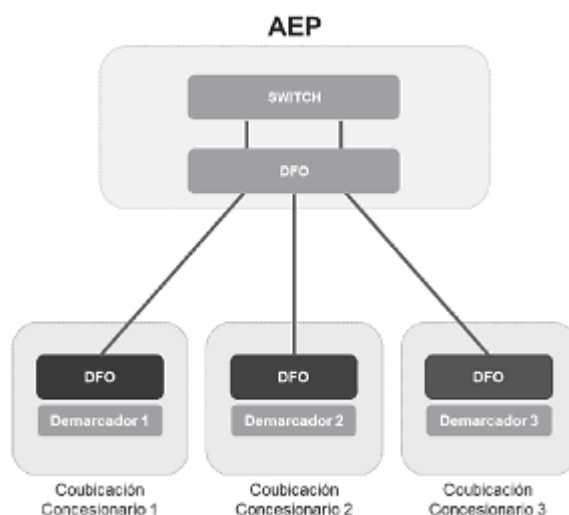 AEP
SWITCH
DFO
DFO
DFO
DFO
Demarcador 1
Demarcador 2
Demarcador 3
Coubicación
Concesionario 1
Coubicación
Concesionario 2
Coubicación
Concesionario 3